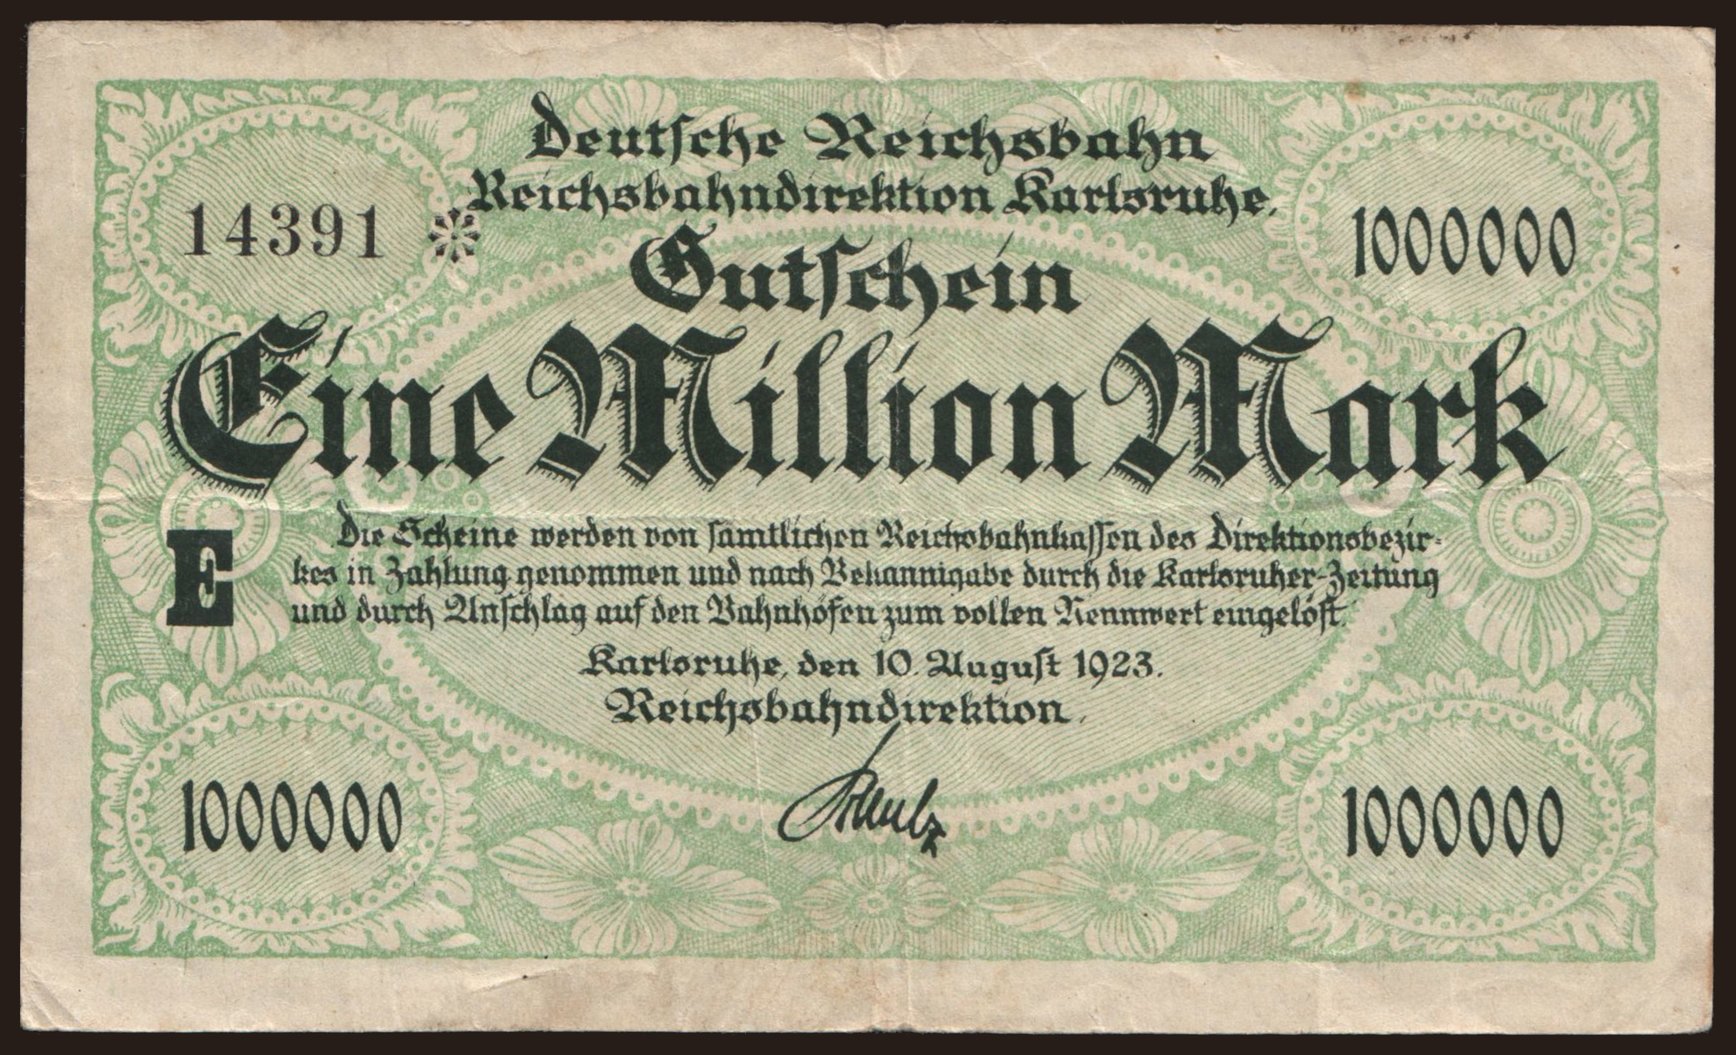 Deutsche Reichsbahn
Reichsbahndirektion Karlsruhe.
14391 *
1000000
Gutschein
Eine Million Mark
E
Die Scheine werden von sämtlichen Reichsbahnkassen des Direktionsbezir-
kes in Zahlung genommen und nach Bekanntgabe durch die Karlsruher-Zeitung
und durch Anschlag auf den Bahnhöfen zum vollen Nennwert eingelöst.
Karlsruhe, den 10. August 1923.
Reichsbahndirektion.
1000000
1000000